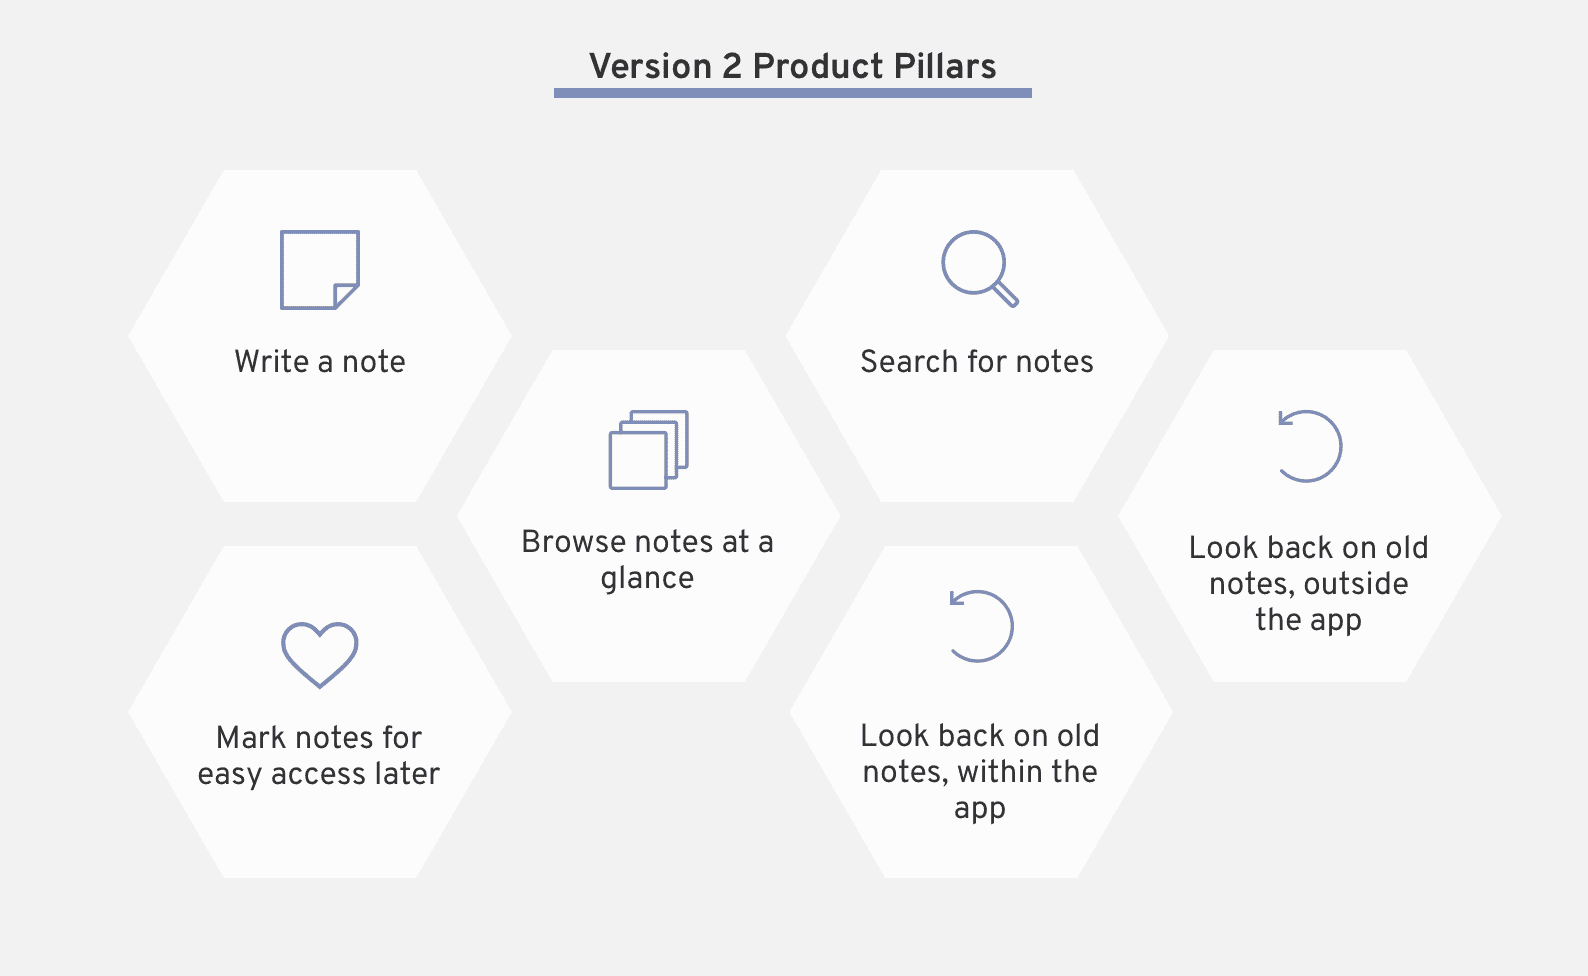 Version 2 Product Pillars
Write a note
Search for notes
Browse notes at a
glance
Look back on old
notes, outside
the app
Mark notes for
easy access later
Look back on old
notes, within the
app